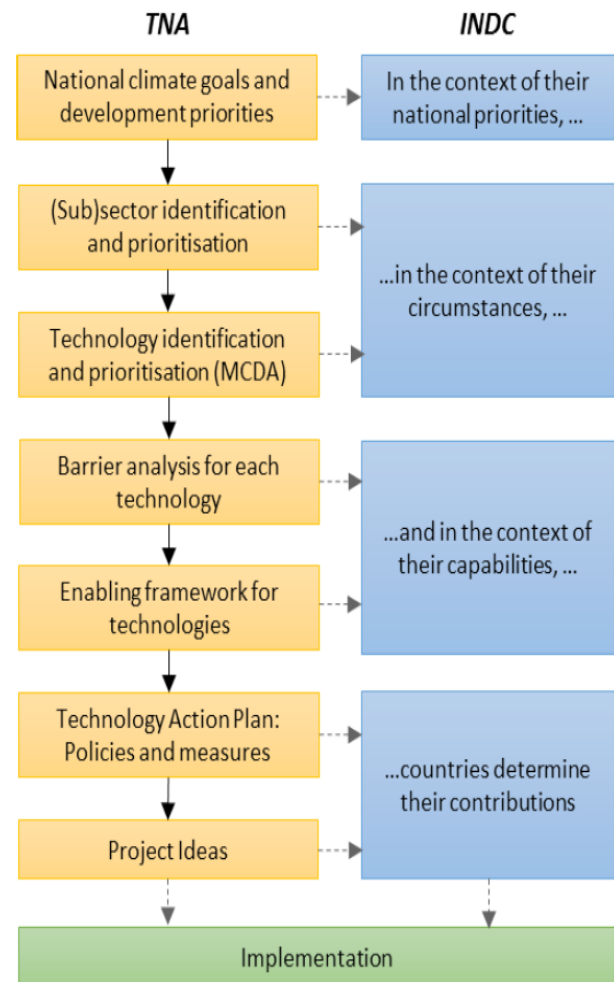 TNA
INDC
National climate goals and
development priorities
In the context of their
national priorities, ...
(Sub)sector identification
and prioritisation
...in the context of their
circumstances, ...
Technology identification
and prioritisation (MCDA)
Barrier analysis for each
technology
...and in the context of
their capabilities, ...
Enabling framework for
technologies
Technology Action Plan:
Policies and measures
...countries determine
their contributions
Project Ideas
Implementation